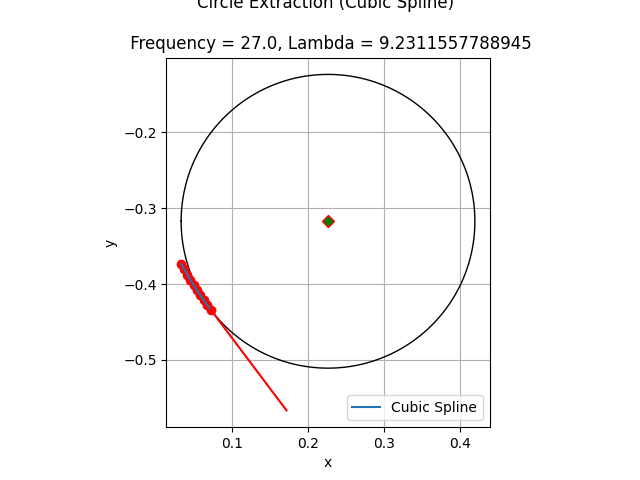 Circle Extraction (Cubic Spline)
Frequency = 27.0, Lambda = 9.2311557788945
−0.2
−0.3
−0.4
−0.5
y
Cubic Spline
0.1 0.2 0.3 0.4
x